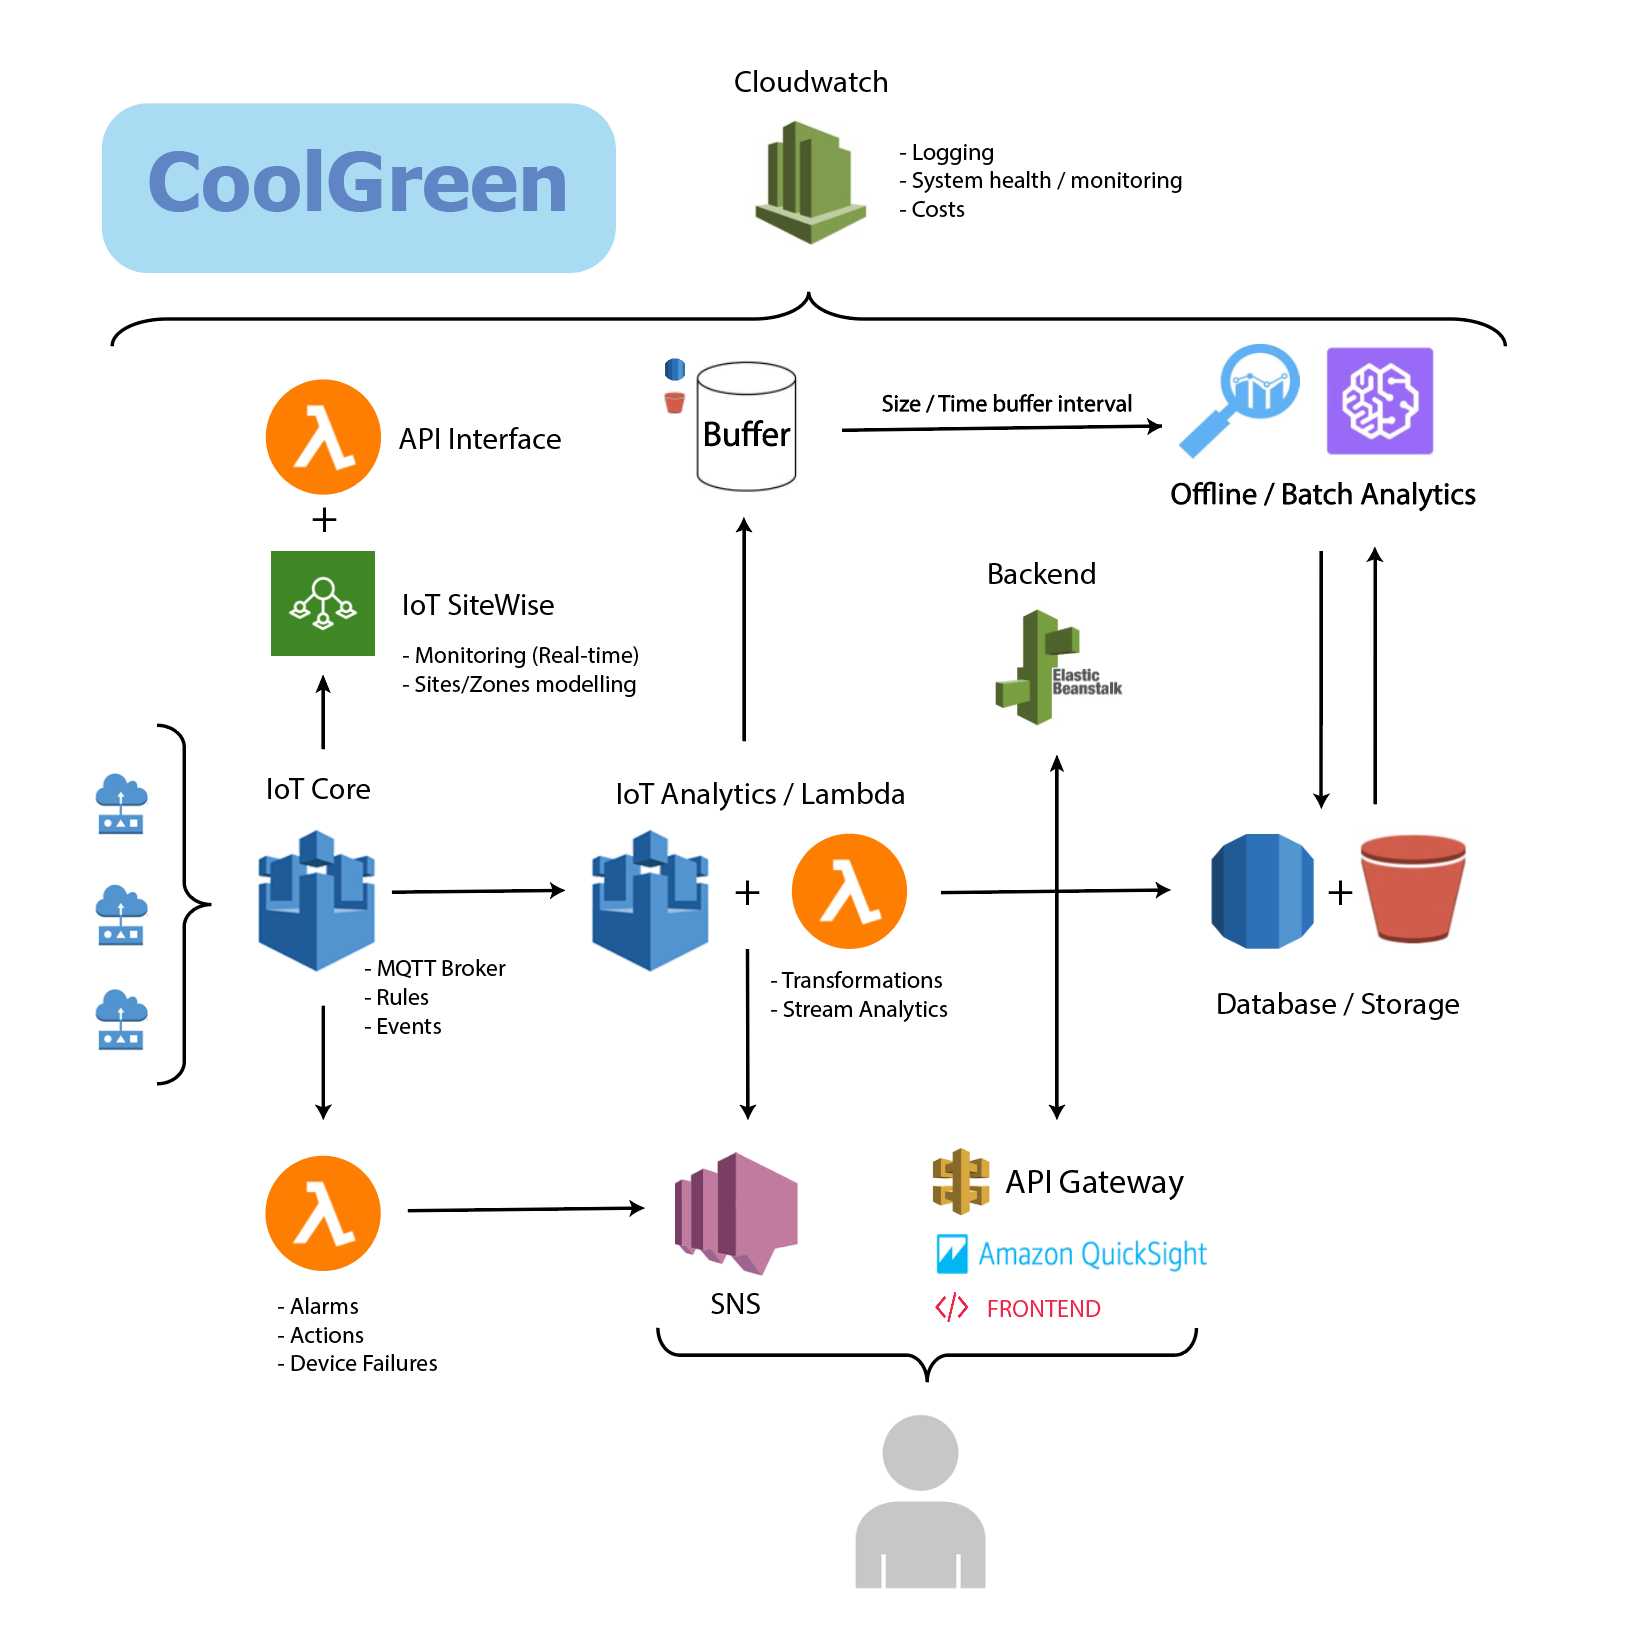 Cloudwatch
CoolGreen
- Logging
- System health / monitoring
- Costs
API Interface
+
IoT SiteWise
- Monitoring (Real-time)
- Sites/Zones modelling
Buffer
Size / Time buffer interval
Offline / Batch Analytics
Backend
Elastic
Beanstalk
IoT Core
- MQTT Broker
- Rules
- Events
IoT Analytics / Lambda
+
- Transformations
- Stream Analytics
+
Database / Storage
- Alarms
- Actions
- Device Failures
SNS
API Gateway
Amazon QuickSight
</> FRONTEND